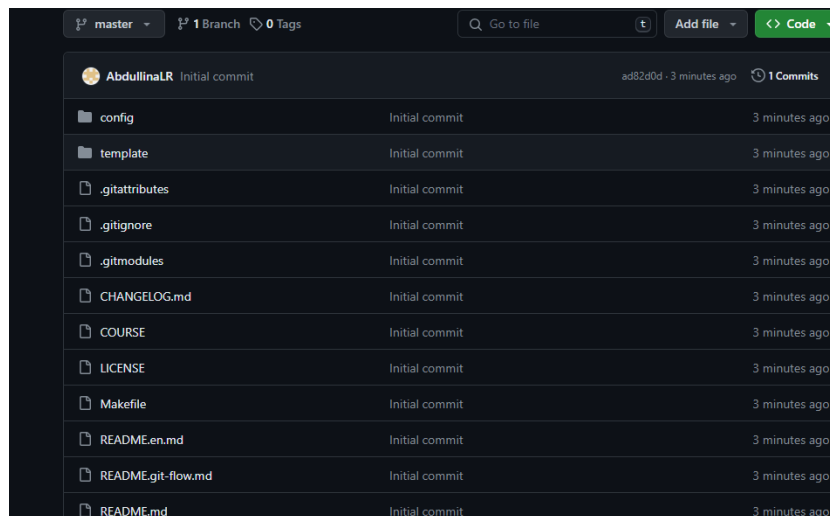 master 1 Branch 0 Tags Go to file t Add file Code
AbdullinaLR Initial commit ad82d0d · 3 minutes ago 1 Commits
config Initial commit 3 minutes ago
template Initial commit 3 minutes ago
.gitattributes Initial commit 3 minutes ago
.gitignore Initial commit 3 minutes ago
.gitmodules Initial commit 3 minutes ago
CHANGELOG.md Initial commit 3 minutes ago
COURSE Initial commit 3 minutes ago
LICENSE Initial commit 3 minutes ago
Makefile Initial commit 3 minutes ago
README.en.md Initial commit 3 minutes ago
README.git-flow.md Initial commit 3 minutes ago
README.md Initial commit 3 minutes ago